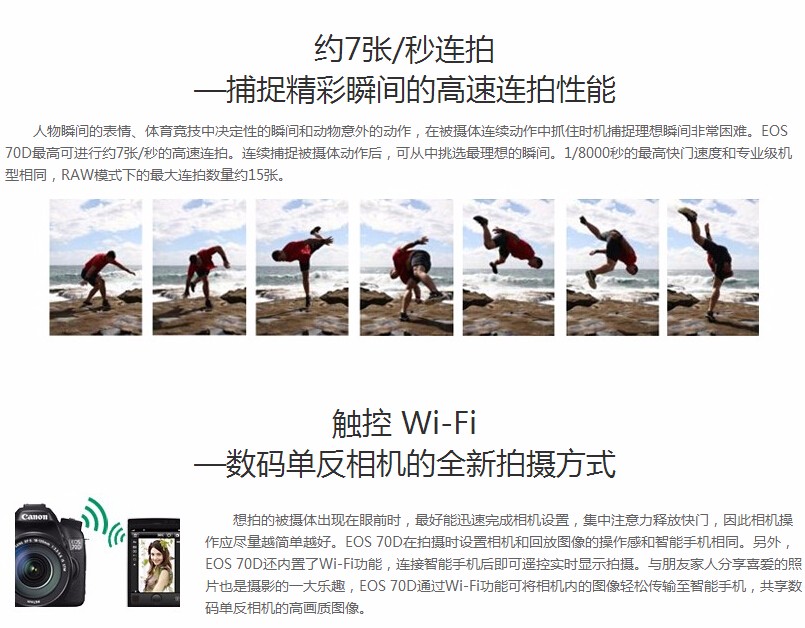 约7张/秒连拍
—捕捉精彩瞬间的高速连拍性能
人物瞬间的表情、体育竞技中决定性的瞬间和动物意外的动作，在被摄体连续动作中抓住时机捕捉理想瞬间非常困难。EOS
70D最高可进行约7张/秒的高速连拍。连续捕捉被摄体动作后，可从中挑选最理想的瞬间。1/8000秒的最高快门速度和专业级机
型相同，RAW模式下的最大连拍数量约15张。
触控 Wi-Fi
—数码单反相机的全新拍摄方式
Canon
EOS
70D
想拍的被摄体出现在眼前时，最好能迅速完成相机设置，集中注意力释放快门，因此相机操
作应尽量越简单越好。EOS 70D在拍摄时设置相机和回放图像的操作感和智能手机相同。另外，
EOS 70D还内置了Wi-Fi功能，连接智能手机后即可遥控实时显示拍摄。与朋友家人分享喜爱的照
片也是摄影的一大乐趣，EOS 70D通过Wi-Fi功能可将相机内的图像轻松传输至智能手机，共享数
码单反相机的高画质图像。